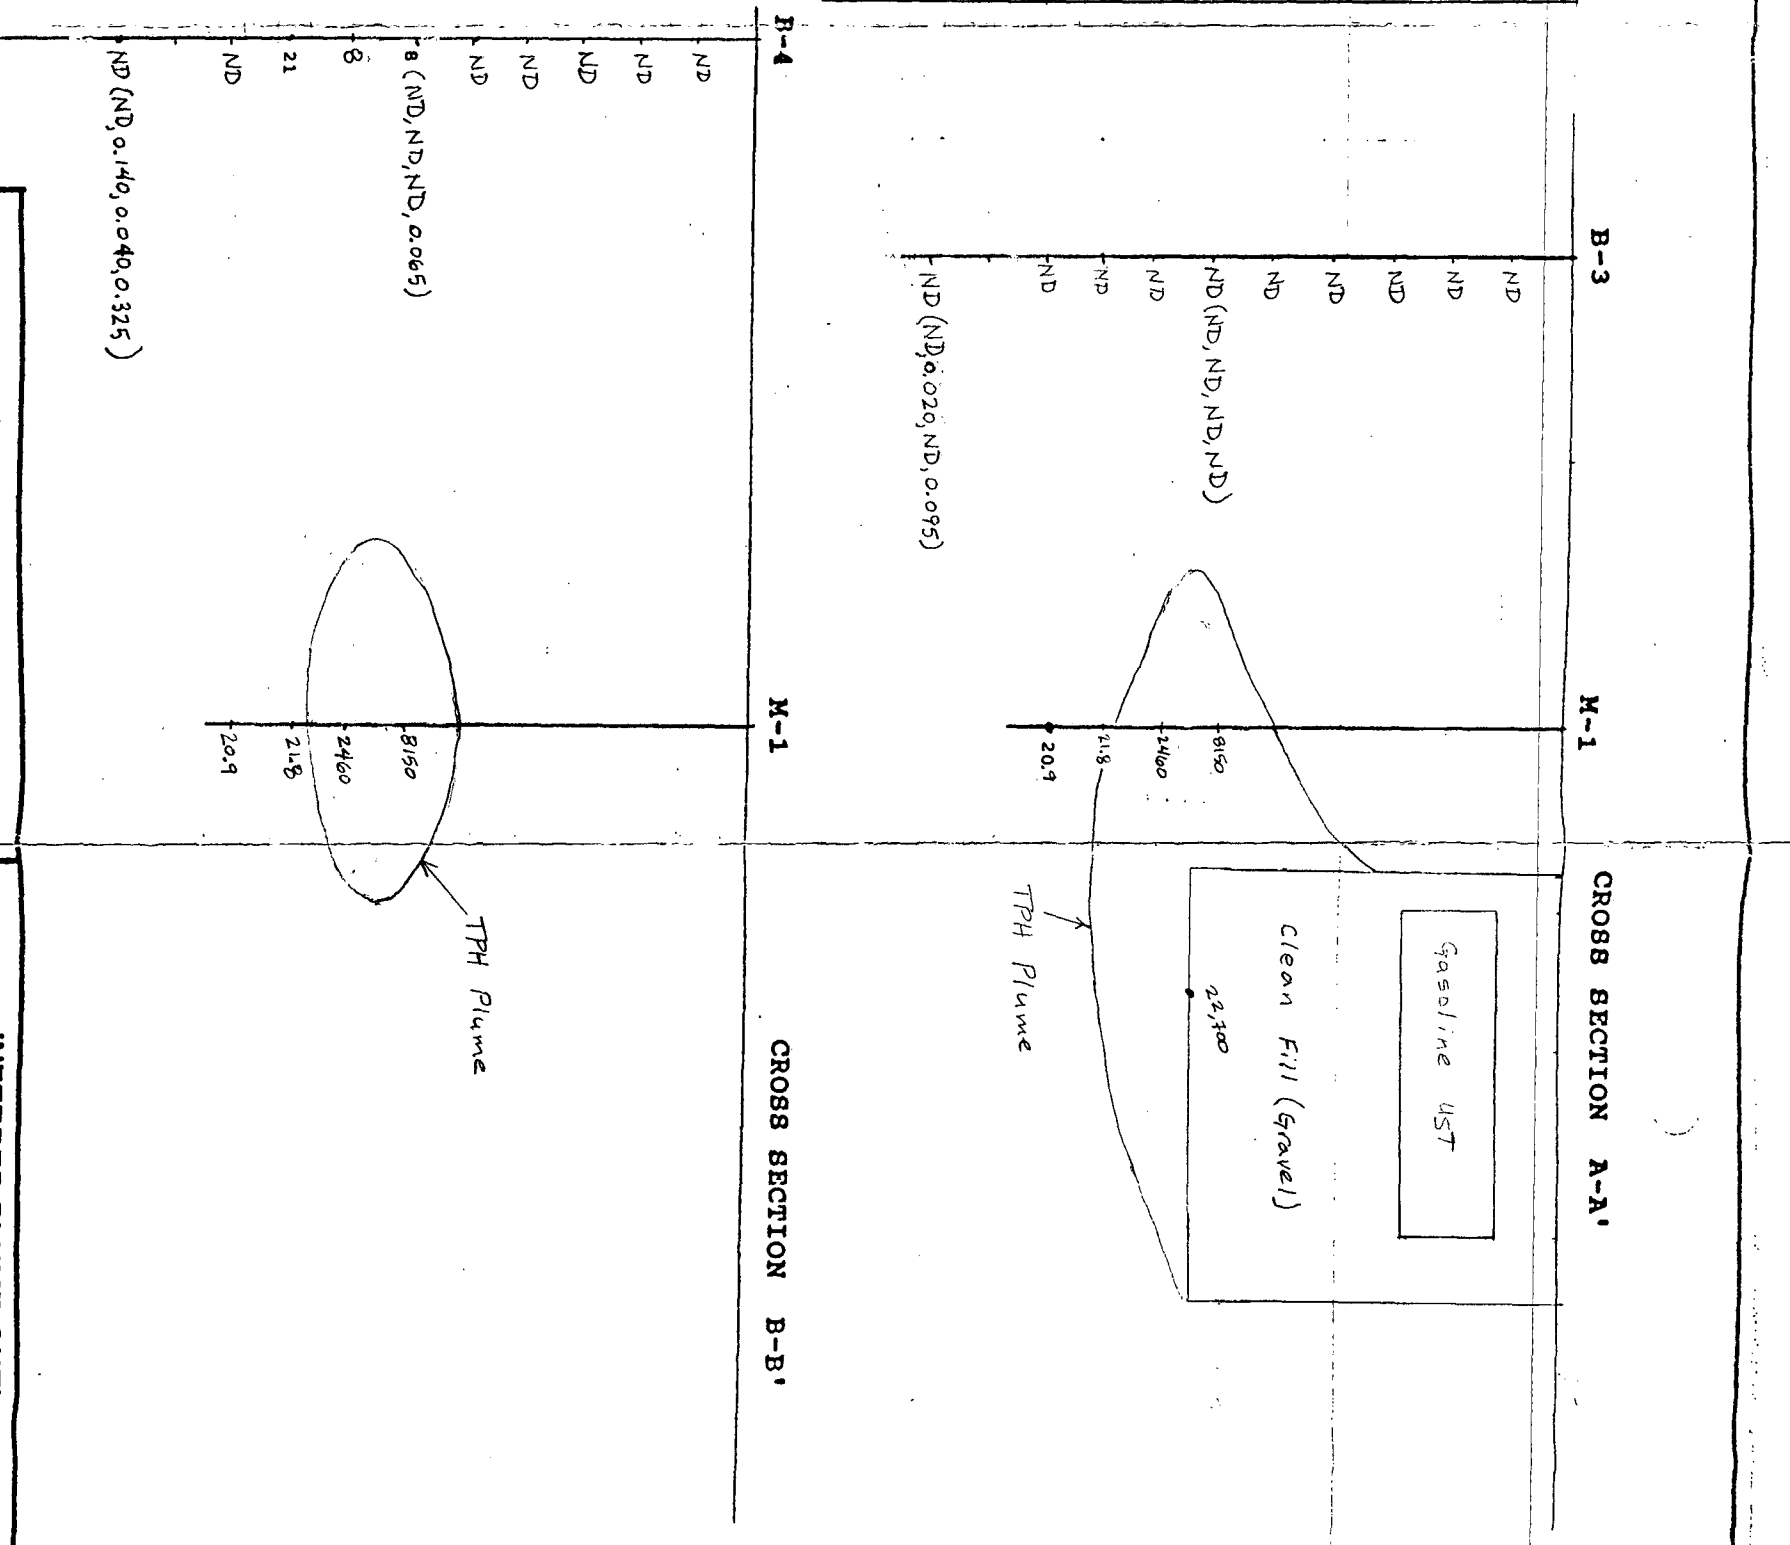 CROSS SECTION A-A'
B-3
M-1
ND
ND
ND
ND
ND
ND (ND, ND, ND, ND)
ND
ND
ND
ND (ND, 0.020, ND, 0.095)
8150
2460
21.8
20.9
Gasoline UST
Clean Fill (Gravel)
22,700
TPH Plume
CROSS SECTION B-B'
B-4
M-1
ND
ND
ND
ND
ND
8 (ND, ND, ND, 0.065)
8
21
ND
ND (ND, 0.140, 0.040, 0.325)
8150
2460
21.8
20.9
TPH Plume